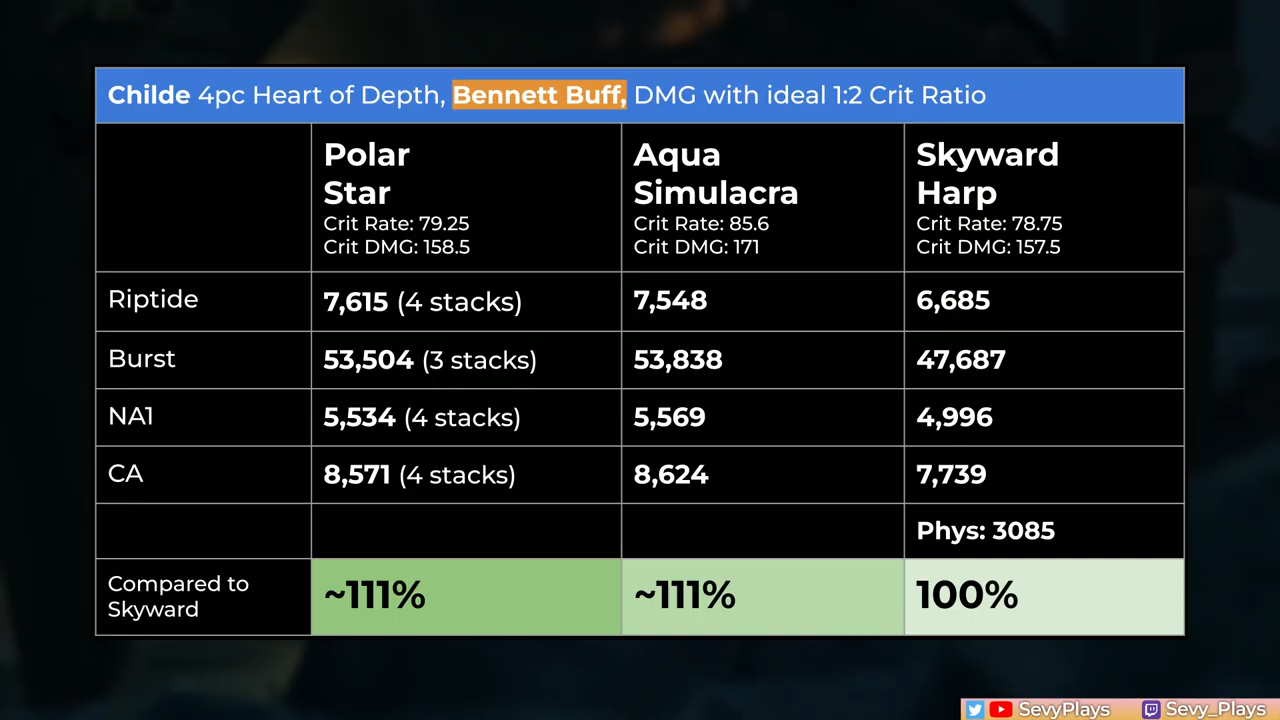 Childe 4pc Heart of Depth, Bennett Buff, DMG with ideal 1:2 Crit Ratio
Polar
Star
Crit Rate: 79.25
Crit DMG: 158.5
Aqua
Simulacra
Crit Rate: 85.6
Crit DMG: 171
Skyward
Harp
Crit Rate: 78.75
Crit DMG: 157.5
Riptide
7,615 (4 stacks)
7,548
6,685
Burst
53,504 (3 stacks)
53,838
47,687
NA1
5,534 (4 stacks)
5,569
4,996
CA
8,571 (4 stacks)
8,624
7,739
Phys: 3085
Compared to
Skyward
~111%
~111%
100%
SevyPlays
Sevy_Plays